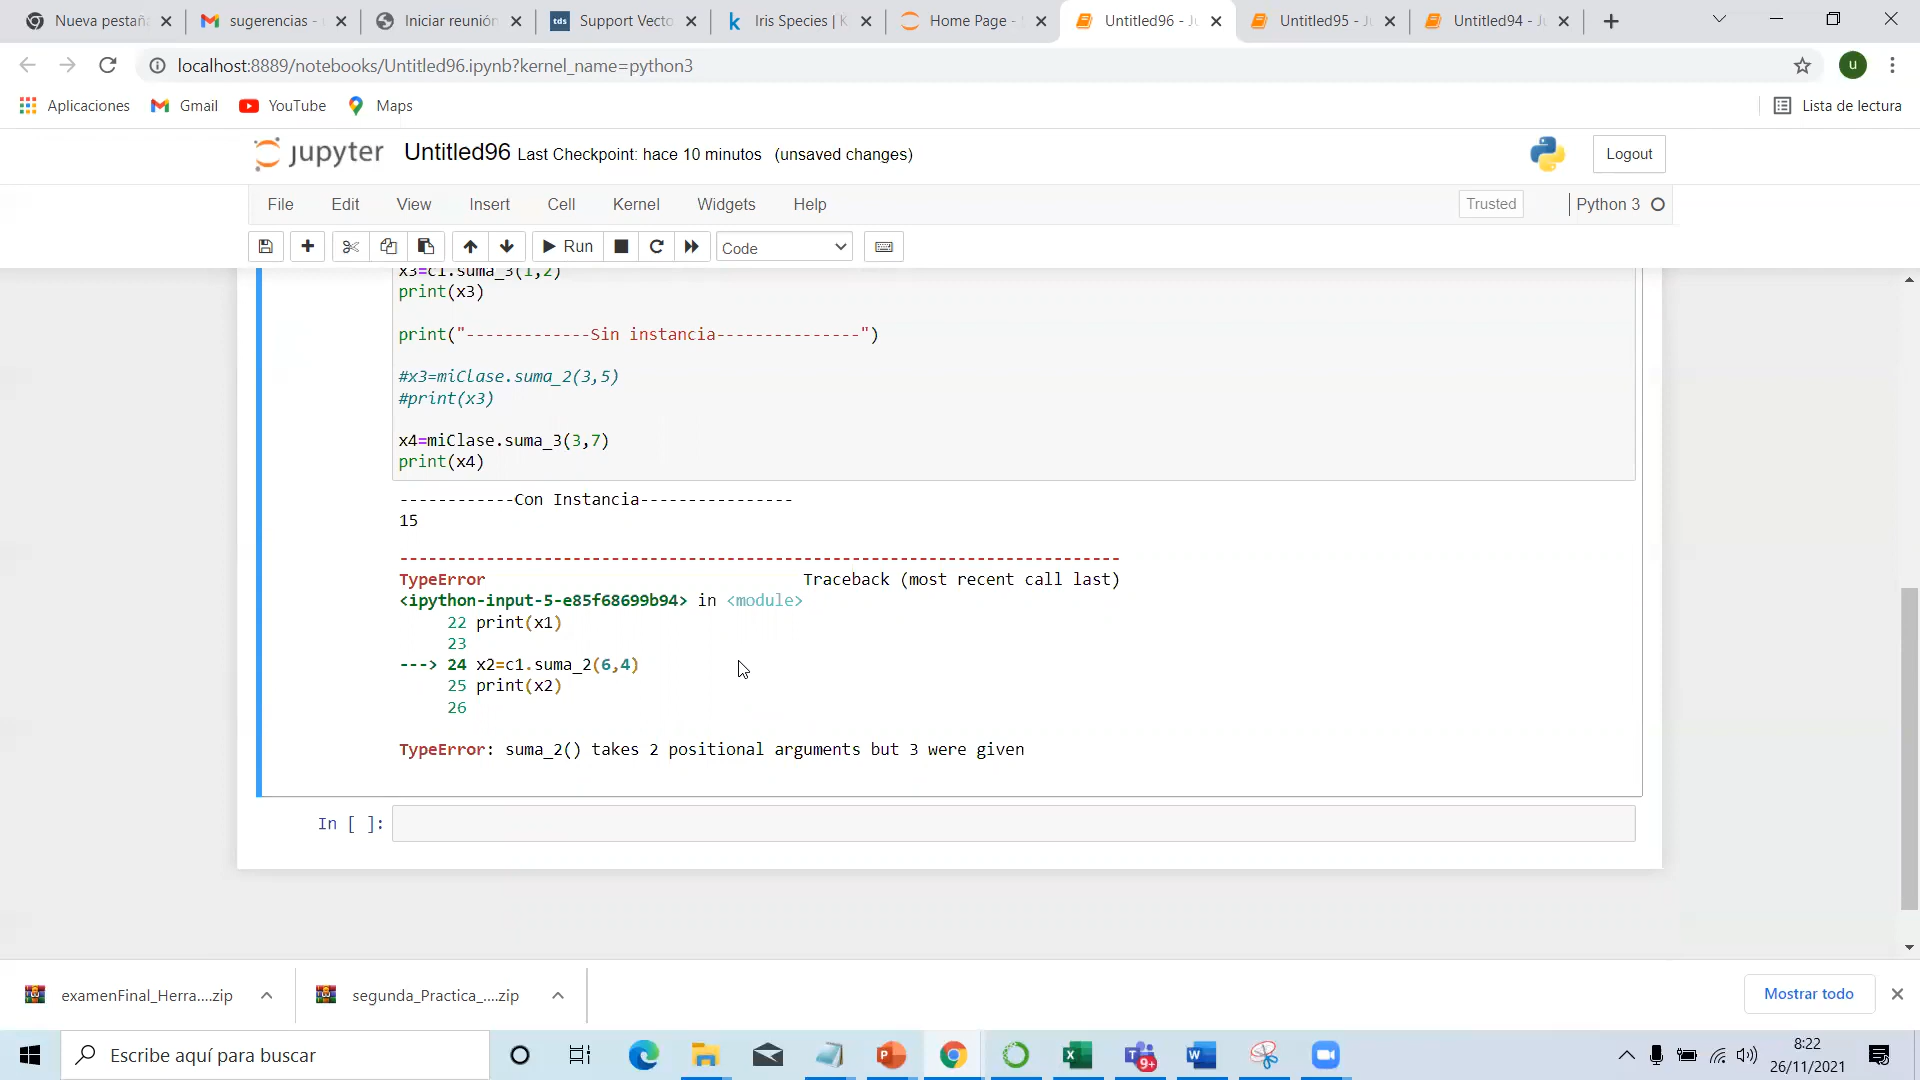 Nueva pestañ
sugerencias -
Iniciar reunión
tds Support Vecto
k Iris Species | K
Home Page -
Untitled96 - Ju
Untitled95 - Ju
Untitled94 - Ju
localhost:8889/notebooks/Untitled96.ipynb?kernel_name=python3
u
Aplicaciones
Gmail
YouTube
Maps
Lista de lectura
jupyter Untitled96 Last Checkpoint: hace 10 minutos (unsaved changes)
Logout
File Edit View Insert Cell Kernel Widgets Help
Trusted
Python 3
Run
Code
x3=c1.suma_3(1,2)
print(x3)
print("-------------Sin instancia---------------")
#x3=miClase.suma_2(3,5)
#print(x3)
x4=miClase.suma_3(3,7)
print(x4)
------------Con Instancia----------------
15
---------------------------------------------------------------------------
TypeError Traceback (most recent call last)
<ipython-input-5-e85f68699b94> in <module>
22 print(x1)
23
---> 24 x2=c1.suma_2(6,4)
25 print(x2)
26
TypeError: suma_2() takes 2 positional arguments but 3 were given
In [ ]:
examenFinal_Herra....zip
segunda_Practica_....zip
Mostrar todo
Escribe aquí para buscar
9+
8:22
26/11/2021